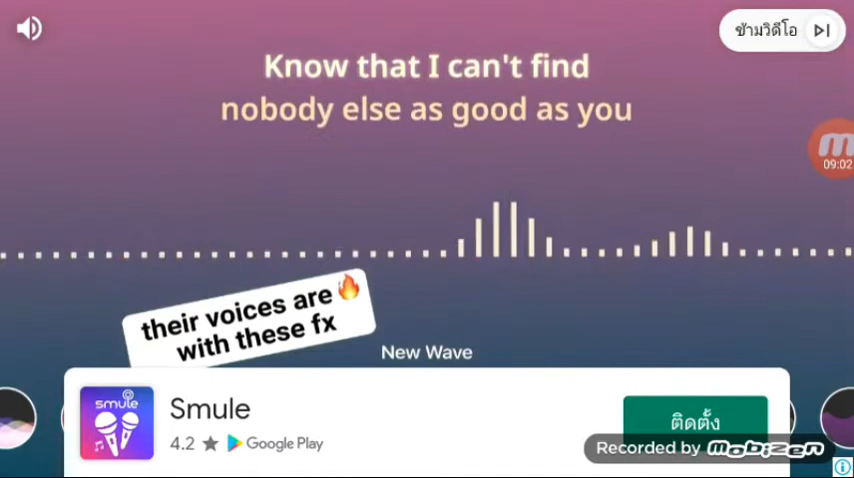 ข้ามวิดีโอ
Know that I can't find
nobody else as good as you
09:02
their voices are🔥
with these fx
New Wave
smule
Smule
4.2 ★ Google Play
ติดตั้ง
Recorded by mobizen